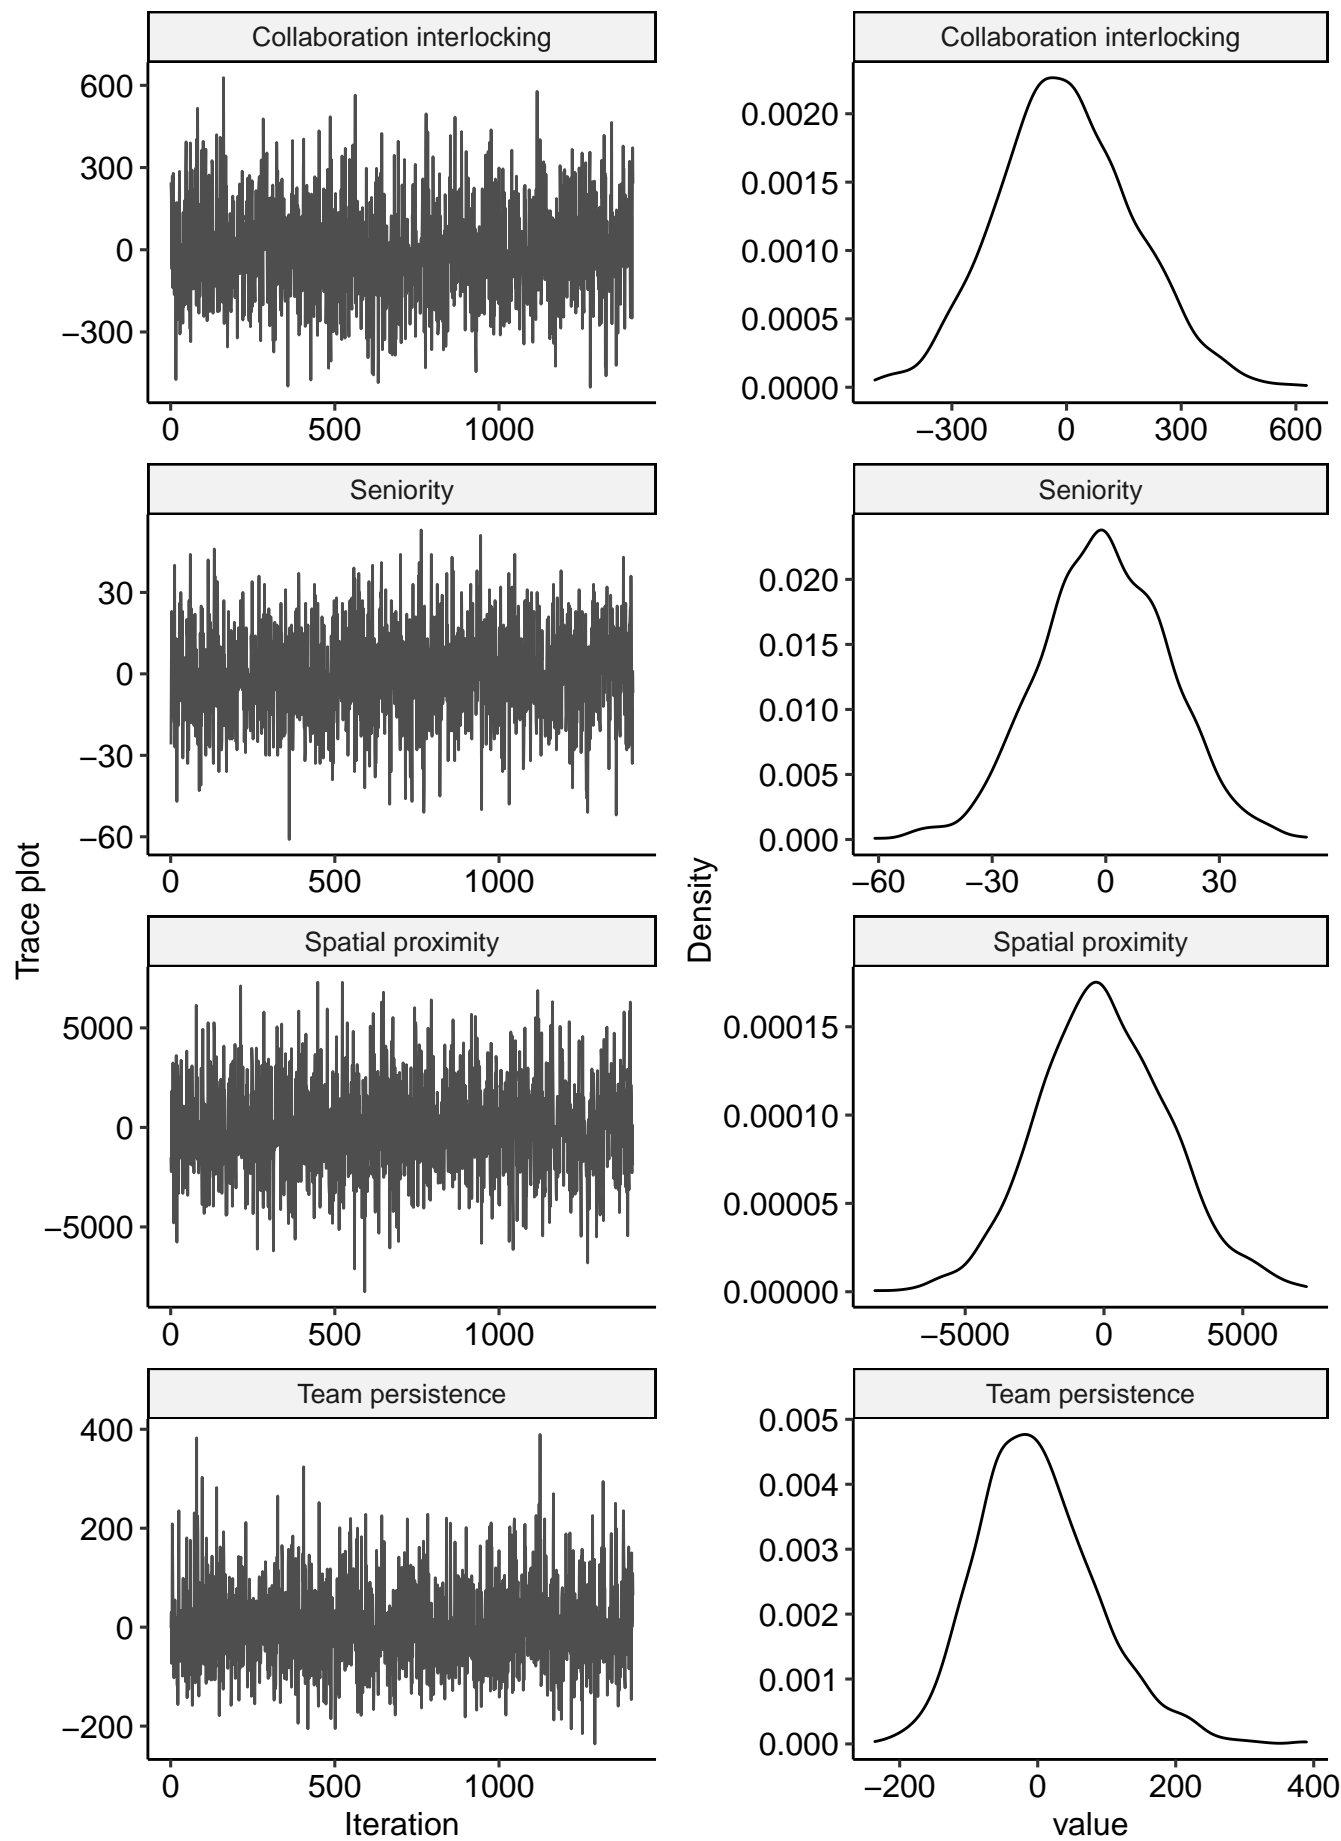 Trace plot
Collaboration interlocking
600
300
0
−300
0 500 1000
Seniority
30
0
−30
−60
0 500 1000
Spatial proximity
5000
0
−5000
0 500 1000
Team persistence
400
200
0
−200
0 500 1000
Iteration
Density
Collaboration interlocking
0.0020
0.0015
0.0010
0.0005
0.0000
−300 0 300 600
Seniority
0.020
0.015
0.010
0.005
0.000
−60 −30 0 30
Spatial proximity
0.00015
0.00010
0.00005
0.00000
−5000 0 5000
Team persistence
0.005
0.004
0.003
0.002
0.001
0.000
−200 0 200 400
value